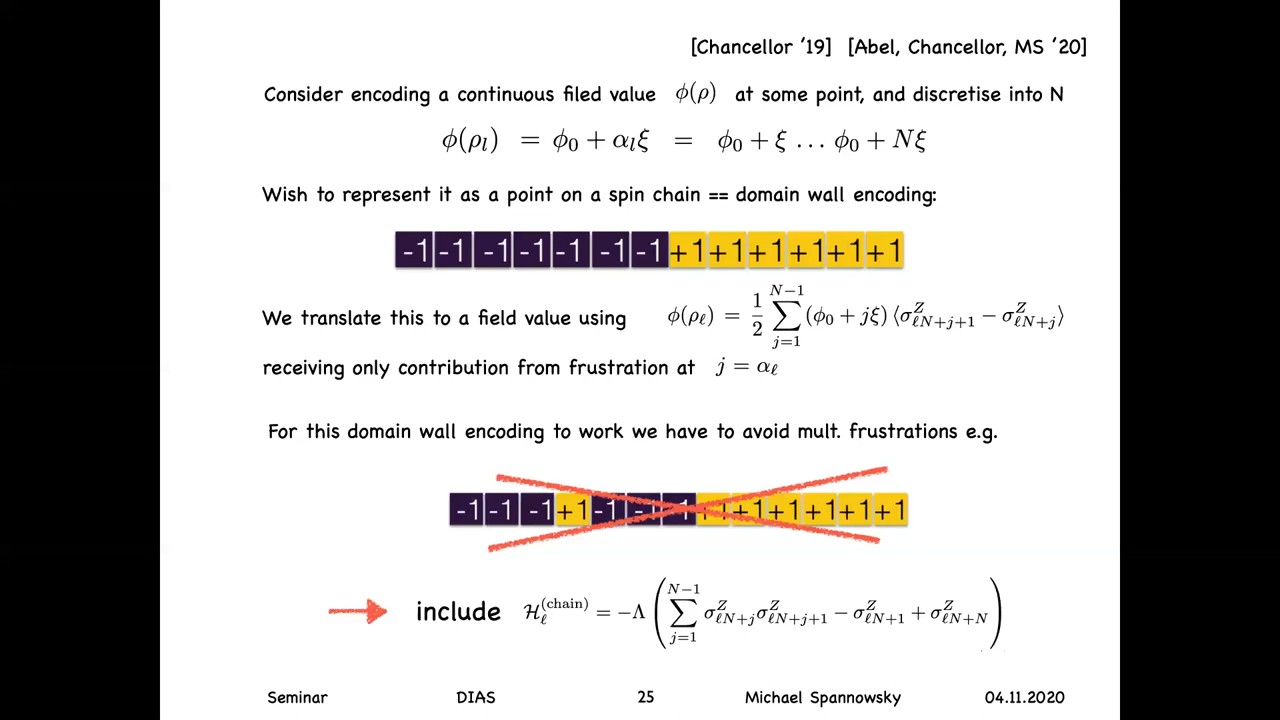 [Chancellor '19] [Abel, Chancellor, MS '20]
Consider encoding a continuous filed value ϕ(ρ) at some point, and discretise into N
ϕ(ρ_l) = ϕ_0 + α_l ξ = ϕ_0 + ξ … ϕ_0 + Nξ
Wish to represent it as a point on a spin chain == domain wall encoding:
-1 -1 -1 -1 -1 -1 -1 +1 +1 +1 +1 +1 +1
We translate this to a field value using ϕ(ρ_ℓ) = \frac{1}{2} \sum_{j=1}^{N-1} (ϕ_0 + jξ) ⟨σ^Z_{ℓN+j+1} − σ^Z_{ℓN+j}⟩
receiving only contribution from frustration at j = α_ℓ
For this domain wall encoding to work we have to avoid mult. frustrations e.g.
-1 -1 -1 +1 -1 -1 -1 +1 +1 +1 +1 +1 +1
include ℋ_ℓ^{(chain)} = −Λ ( \sum_{j=1}^{N-1} σ^Z_{ℓN+j} σ^Z_{ℓN+j+1} − σ^Z_{ℓN+1} + σ^Z_{ℓN+N} )
Seminar DIAS 25 Michael Spannowsky 04.11.2020